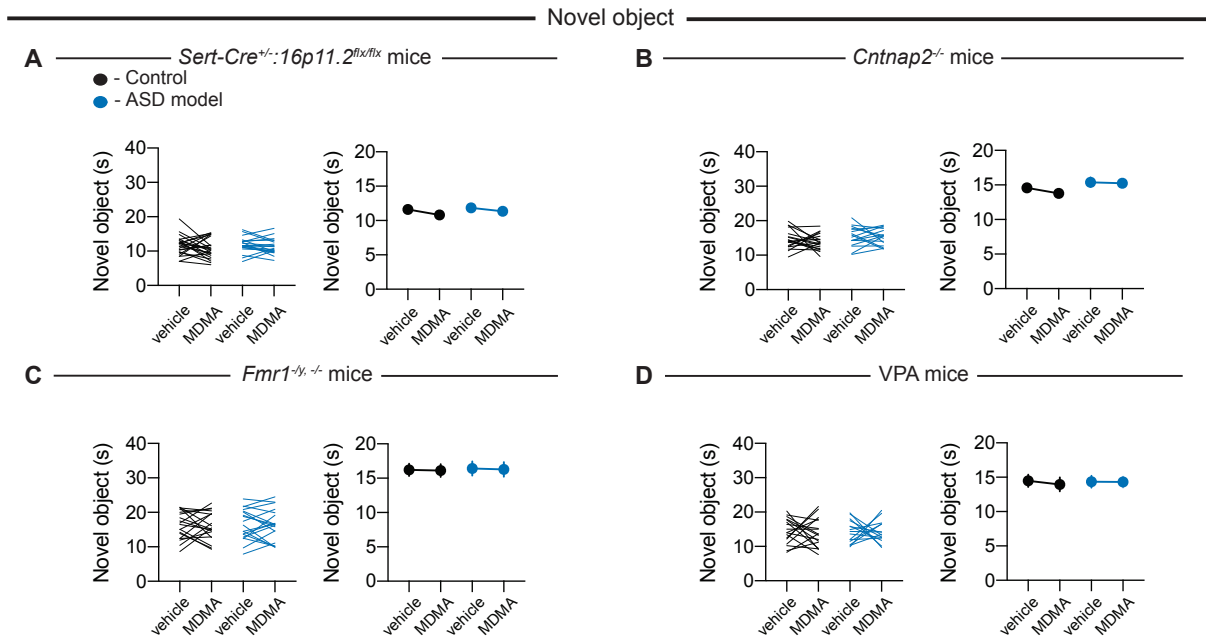 Novel object
A
Sert-Cre+/-:16p11.2flx/flx mice
- Control
- ASD model
Novel object (s)
40
30
20
10
0
vehicle
MDMA
vehicle
MDMA
Novel object (s)
20
15
10
5
0
vehicle
MDMA
vehicle
MDMA
B
Cntnap2-/- mice
Novel object (s)
40
30
20
10
0
vehicle
MDMA
vehicle
MDMA
Novel object (s)
20
15
10
5
0
vehicle
MDMA
vehicle
MDMA
C
Fmr1-/y, -/- mice
Novel object (s)
40
30
20
10
0
vehicle
MDMA
vehicle
MDMA
Novel object (s)
20
15
10
5
0
vehicle
MDMA
vehicle
MDMA
D
VPA mice
Novel object (s)
40
30
20
10
0
vehicle
MDMA
vehicle
MDMA
Novel object (s)
20
15
10
5
0
vehicle
MDMA
vehicle
MDMA